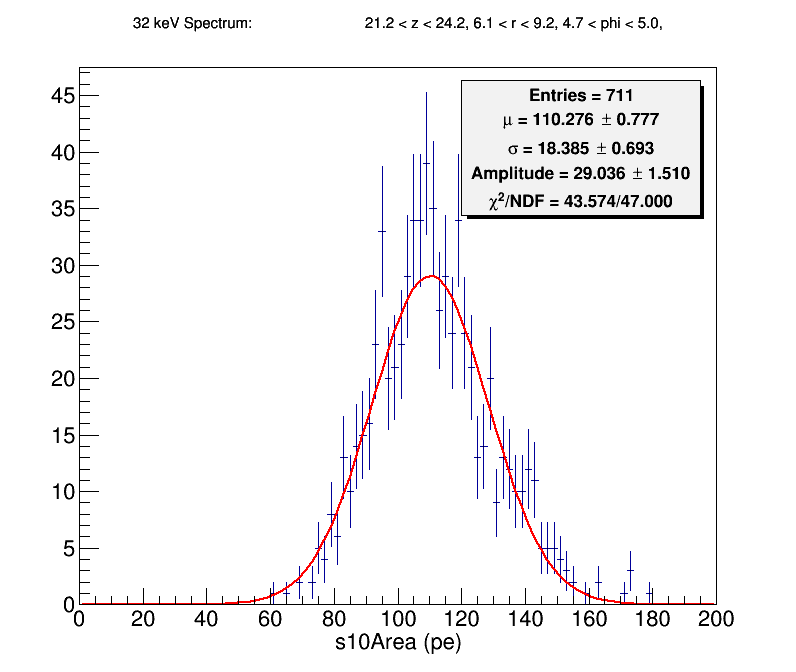 32 keV Spectrum: 21.2 < z < 24.2, 6.1 < r < 9.2, 4.7 < phi < 5.0,
Entries = 711
μ = 110.276 ± 0.777
σ = 18.385 ± 0.693
Amplitude = 29.036 ± 1.510
χ²/NDF = 43.574/47.000
45
40
35
30
25
20
15
10
5
0
0 20 40 60 80 100 120 140 160 180 200
s10Area (pe)